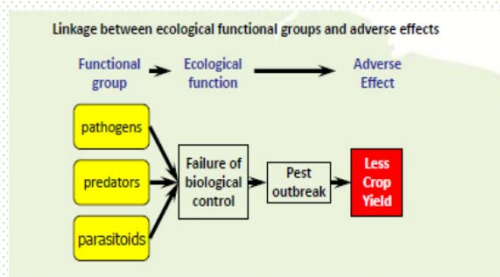 Linkage between ecological functional groups and adverse effects
Functional group
Ecological function
Adverse Effect
pathogens
predators
parasitoids
Failure of
biological
control
Pest
outbreak
Less
Crop
Yield